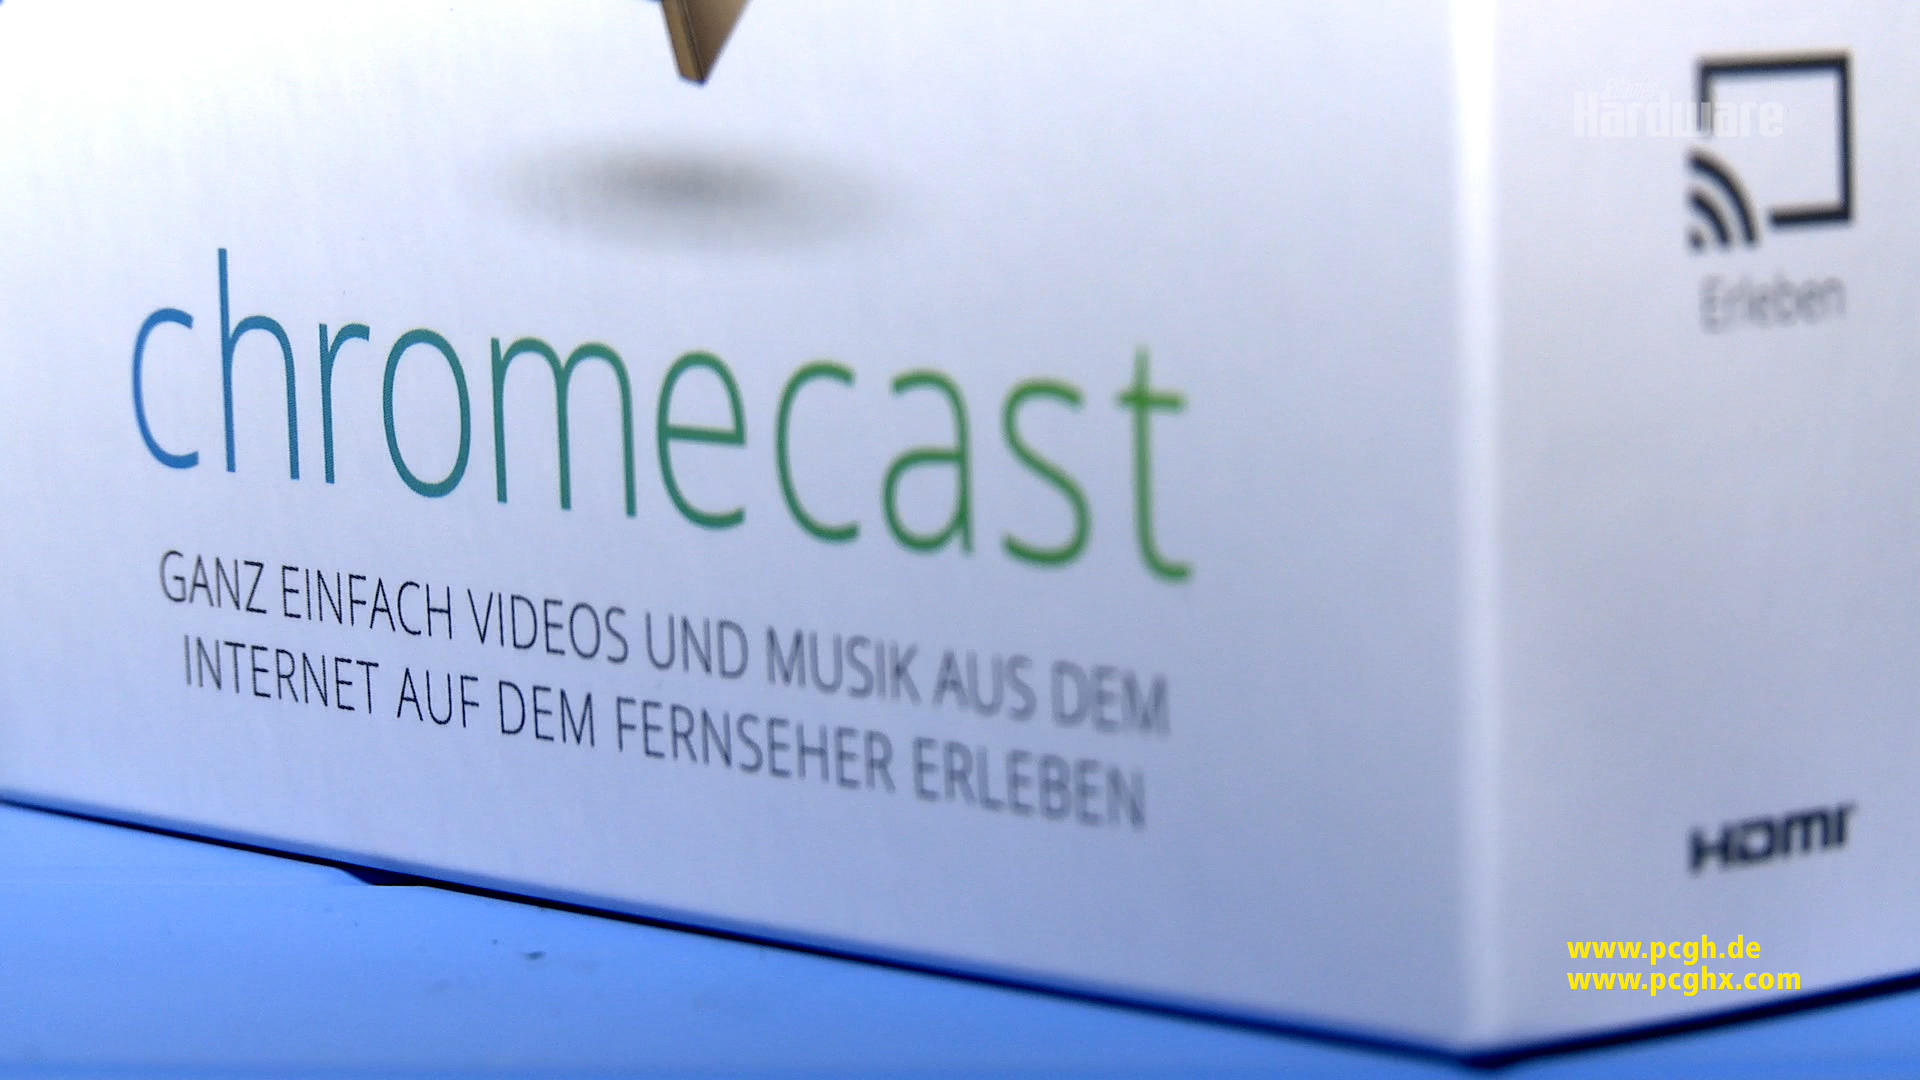 chromecast
GANZ EINFACH VIDEOS UND MUSIK AUS DEM
INTERNET AUF DEM FERNSEHER ERLEBEN
Erleben
HDMI
Hardware
www.pcgh.de
www.pcghx.com